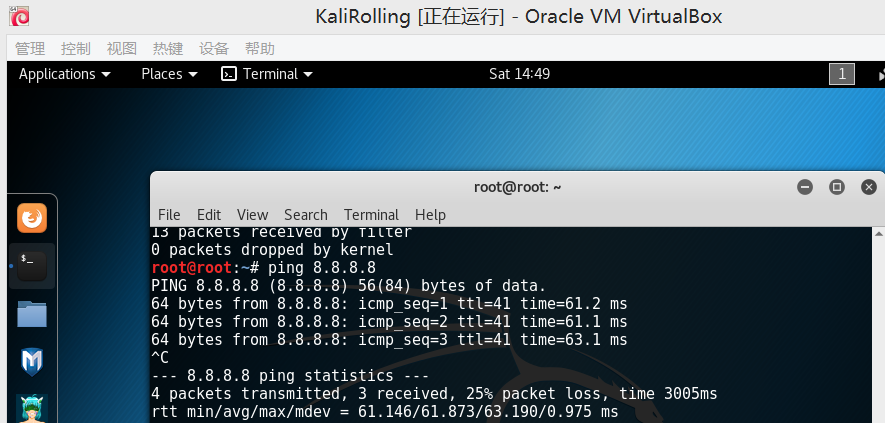 KaliRolling [正在运行] - Oracle VM VirtualBox
管理 控制 视图 热键 设备 帮助
Applications Places Terminal Sat 14:49 1
root@root: ~
File Edit View Search Terminal Help
13 packets received by filter
0 packets dropped by kernel
root@root:~# ping 8.8.8.8
PING 8.8.8.8 (8.8.8.8) 56(84) bytes of data.
64 bytes from 8.8.8.8: icmp_seq=1 ttl=41 time=61.2 ms
64 bytes from 8.8.8.8: icmp_seq=2 ttl=41 time=61.1 ms
64 bytes from 8.8.8.8: icmp_seq=3 ttl=41 time=63.1 ms
^C
--- 8.8.8.8 ping statistics ---
4 packets transmitted, 3 received, 25% packet loss, time 3005ms
rtt min/avg/max/mdev = 61.146/61.873/63.190/0.975 ms